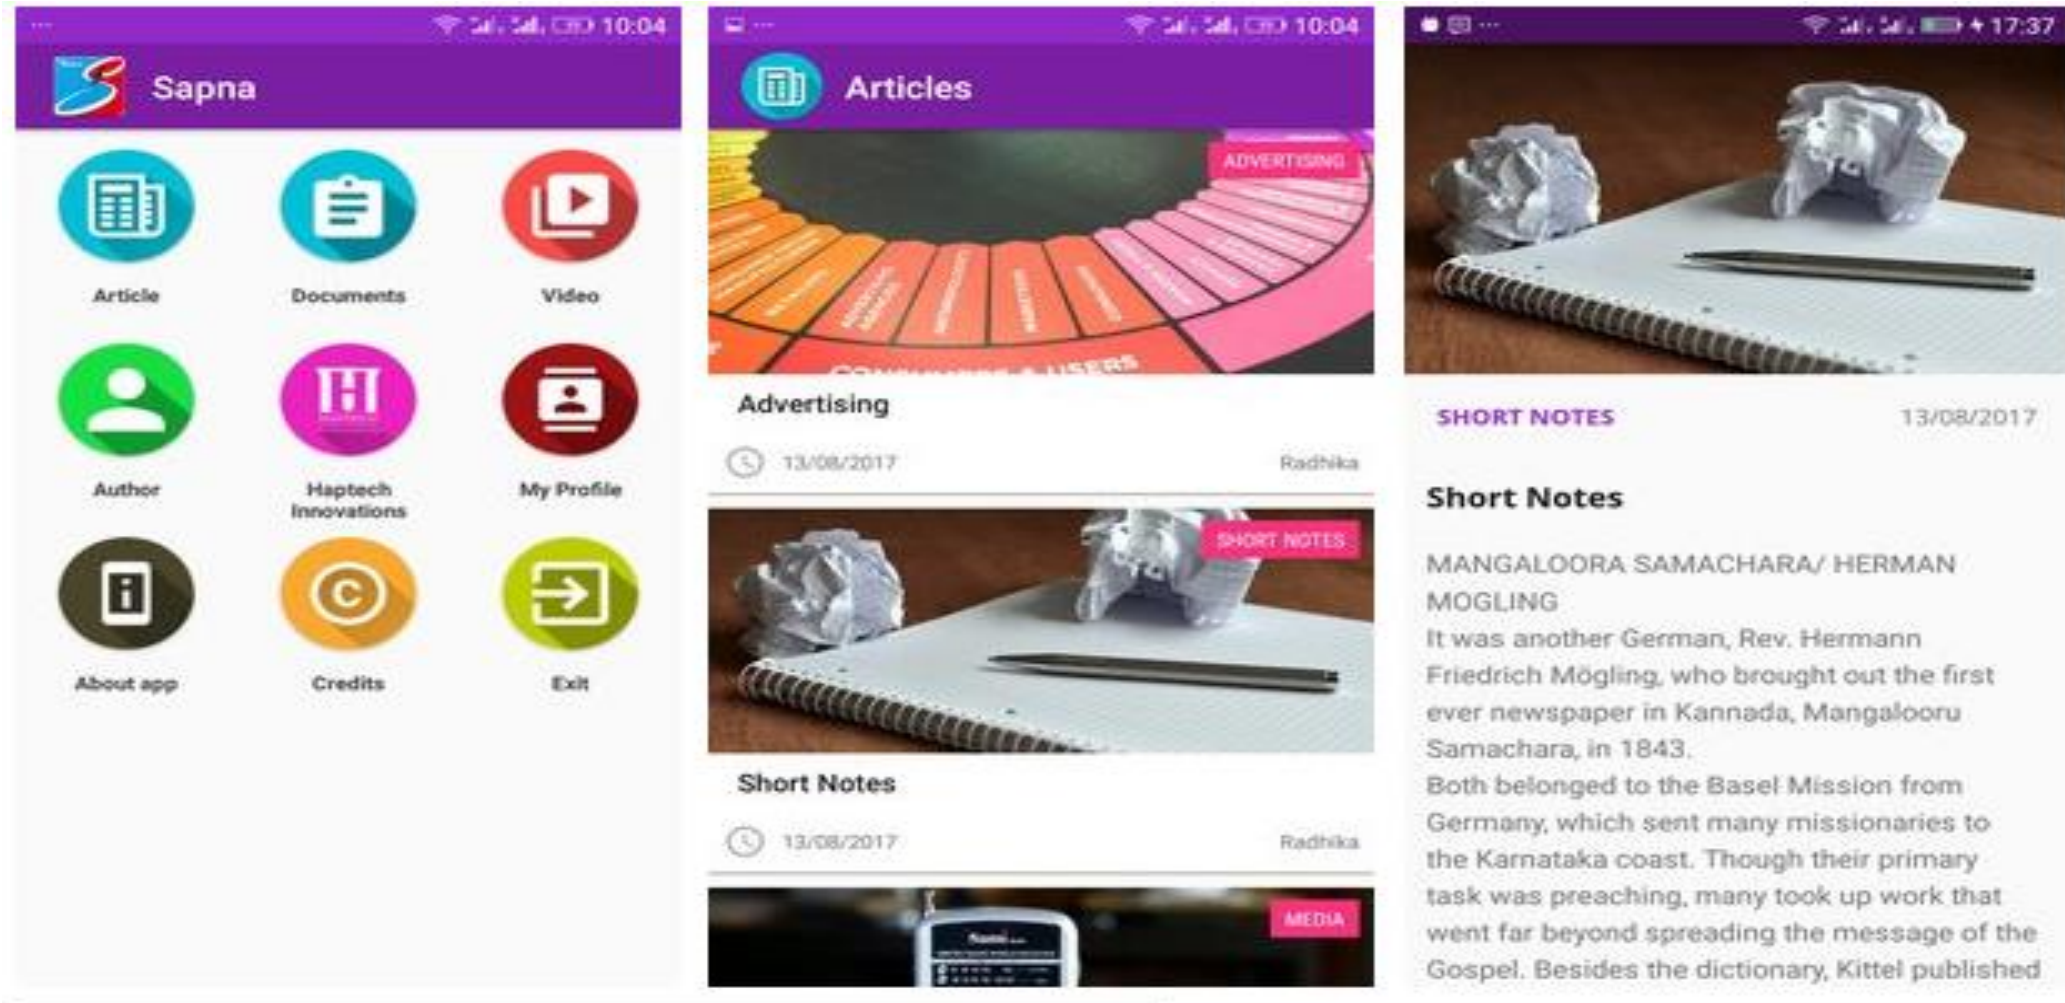 10:04
Sapna
Article
Documents
Video
Author
Haptech
Innovations
My Profile
About app
Credits
Exit
10:04
Articles
ADVERTISING
CONSUMERS & USERS
Advertising
13/08/2017
Radhika
SHORT NOTES
Short Notes
13/08/2017
Radhika
MEDIA
17:37
SHORT NOTES
13/08/2017
Short Notes
MANGALOORA SAMACHARA/ HERMAN
MOGLING
It was another German, Rev. Hermann
Friedrich Mögling, who brought out the first
ever newspaper in Kannada, Mangalooru
Samachara, in 1843.
Both belonged to the Basel Mission from
Germany, which sent many missionaries to
the Karnataka coast. Though their primary
task was preaching, many took up work that
went far beyond spreading the message of the
Gospel. Besides the dictionary, Kittel published